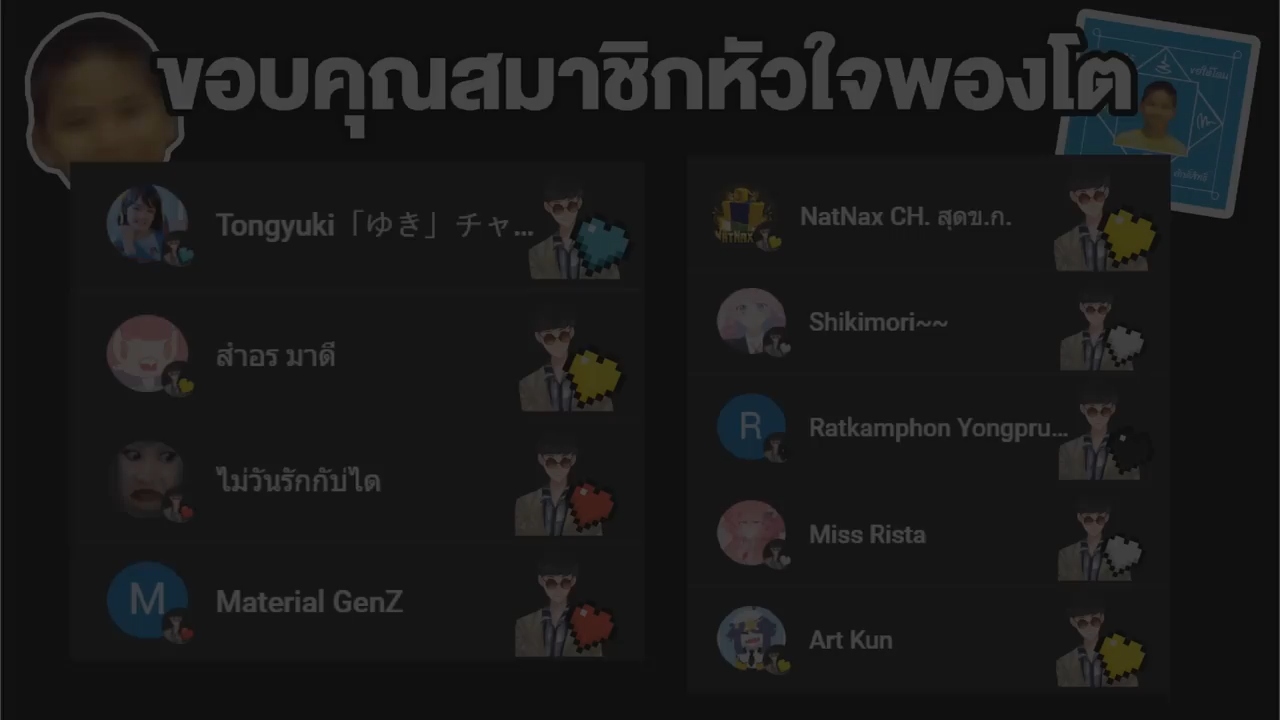 ขอบคุณสมาชิกหัวใจพองโต
Tongyuki「ゆき」チャ...
สำอร มาดี
ไม่วันรักกับ่ได
M
Material GenZ
NatNax CH. สุดข.ก.
NATNAX
Shikimori~~
R
Ratkamphon Yongpru...
Miss Rista
Art Kun